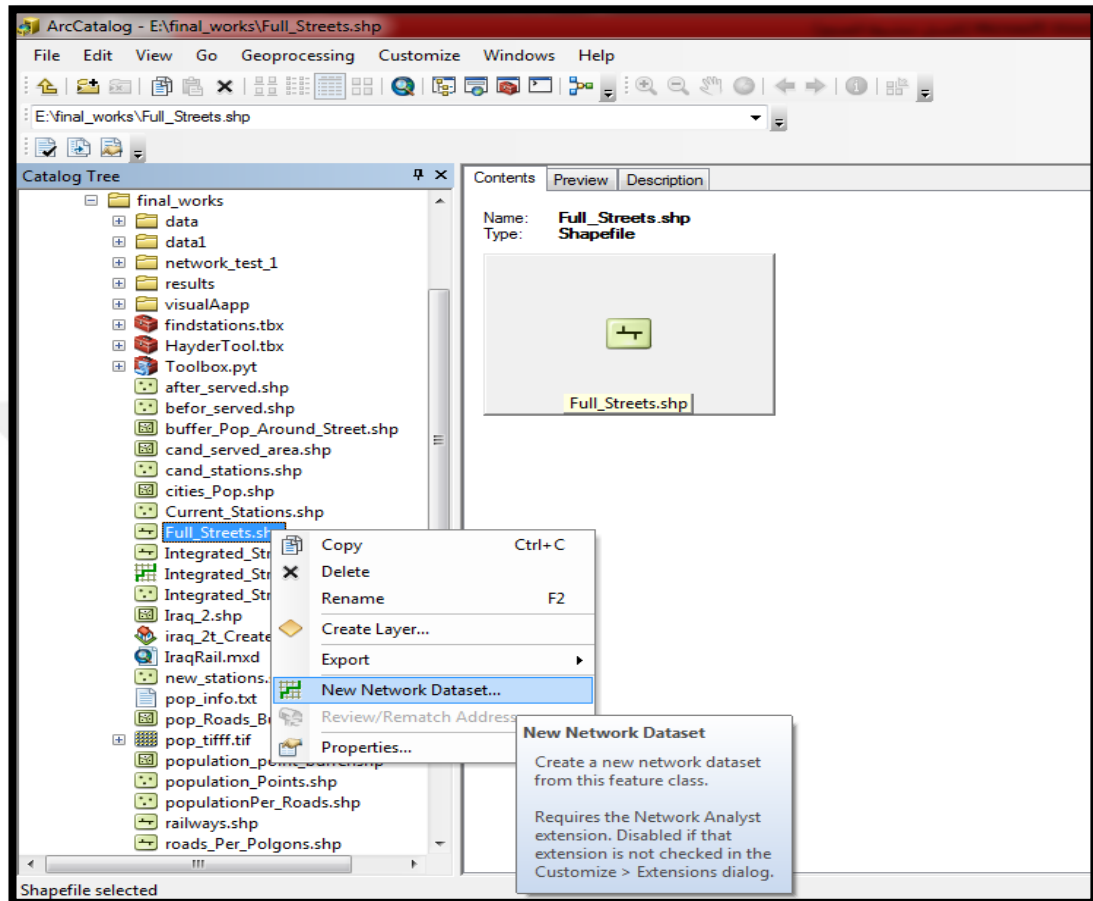 ArcCatalog - E:\final_works\Full_Streets.shp
File Edit View Go Geoprocessing Customize Windows Help
E:\final_works\Full_Streets.shp
Catalog Tree
final_works
data
data1
network_test_1
results
visualAapp
findstations.tbx
HayderTool.tbx
Toolbox.pyt
after_served.shp
befor_served.shp
buffer_Pop_Around_Street.shp
cand_served_area.shp
cand_stations.shp
cities_Pop.shp
Current_Stations.shp
Full_Streets.sh
Integrated_Str
Integrated_Str
Integrated_Str
Iraq_2.shp
iraq_2t_Create
IraqRail.mxd
new_stations.
pop_info.txt
pop_Roads_B
pop_tifff.tif
population_point_buffer.shp
population_Points.shp
populationPer_Roads.shp
railways.shp
roads_Per_Polgons.shp
Shapefile selected
Contents Preview Description
Name: Full_Streets.shp
Type: Shapefile
Full_Streets.shp
Copy Ctrl+C
Delete
Rename F2
Create Layer...
Export
New Network Dataset...
Review/Rematch Address
Properties...
New Network Dataset
Create a new network dataset
from this feature class.
Requires the Network Analyst
extension. Disabled if that
extension is not checked in the
Customize > Extensions dialog.